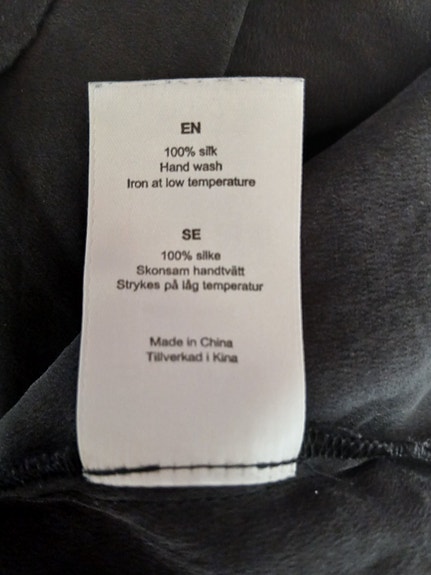 EN
100% silk
Hand wash
Iron at low temperature
SE
100% silke
Skonsam handtvätt
Strykes på låg temperatur
Made in China
Tillverkad i Kina